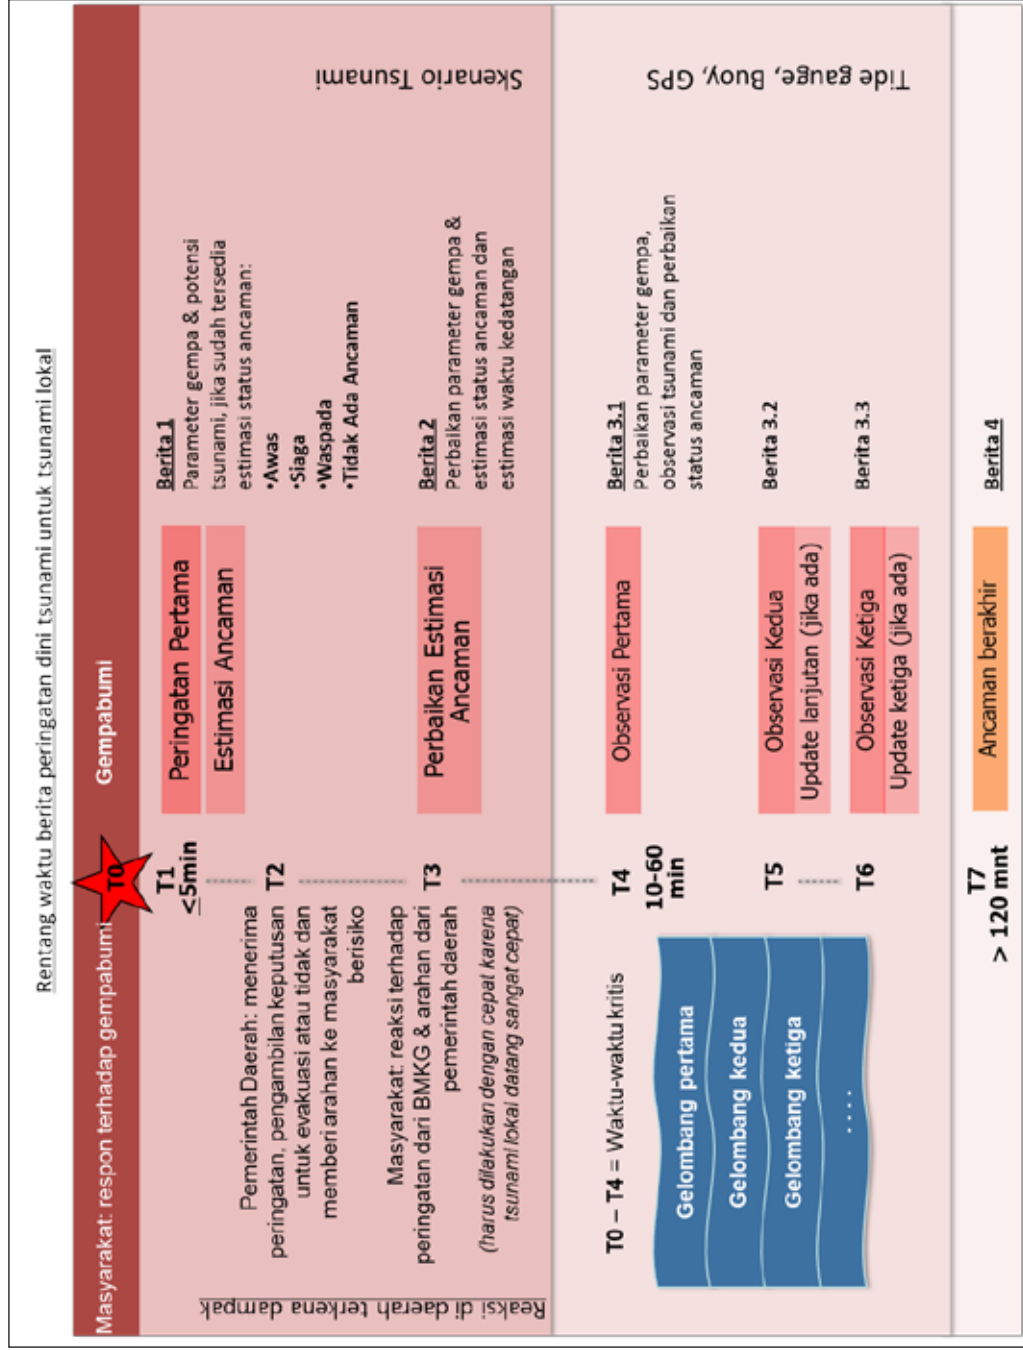 Rentang waktu berita peringatan dini tsunami untuk tsunami lokal
Masyarakat: respon terhadap gempabumi
T0
Gempabumi
Reaksi di daerah terkena dampak
Pemerintah Daerah: menerima
peringatan, pengambilan keputusan
untuk evakuasi atau tidak dan
memberi arahan ke masyarakat
berisiko
Masyarakat: reaksi terhadap
peringatan dari BMKG & arahan dari
pemerintah daerah
(harus dilakukan dengan cepat karena
tsunami lokal datang sangat cepat)
T1
<5min
T2
T3
Peringatan Pertama
Estimasi Ancaman
Perbaikan Estimasi
Ancaman
Berita 1
Parameter gempa & potensi
tsunami, jika sudah tersedia
estimasi status ancaman:
•Awas
•Siaga
•Waspada
•Tidak Ada Ancaman
Berita 2
Perbaikan parameter gempa &
estimasi status ancaman dan
estimasi waktu kedatangan
Skenario Tsunami
T0 – T4 = Waktu-waktu kritis
Gelombang pertama
Gelombang kedua
Gelombang ketiga
....
T4
10-60
min
T5
T6
Observasi Pertama
Observasi Kedua
Update lanjutan (jika ada)
Observasi Ketiga
Update ketiga (jika ada)
Berita 3.1
Perbaikan parameter gempa,
observasi tsunami dan perbaikan
status ancaman
Berita 3.2
Berita 3.3
Tide gauge, Buoy, GPS
T7
> 120 mnt
Ancaman berakhir
Berita 4